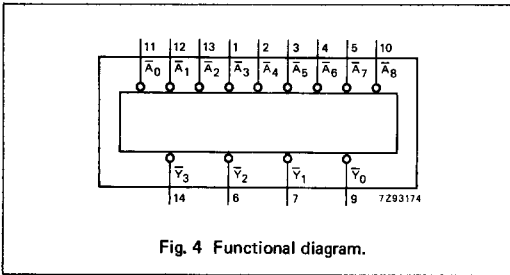 11 12 13 1 2 3 4 5 10
A̅0 A̅1 A̅2 A̅3 A̅4 A̅5 A̅6 A̅7 A̅8
Y̅3 Y̅2 Y̅1 Y̅0
14 6 7 9 7Z93174
Fig. 4 Functional diagram.